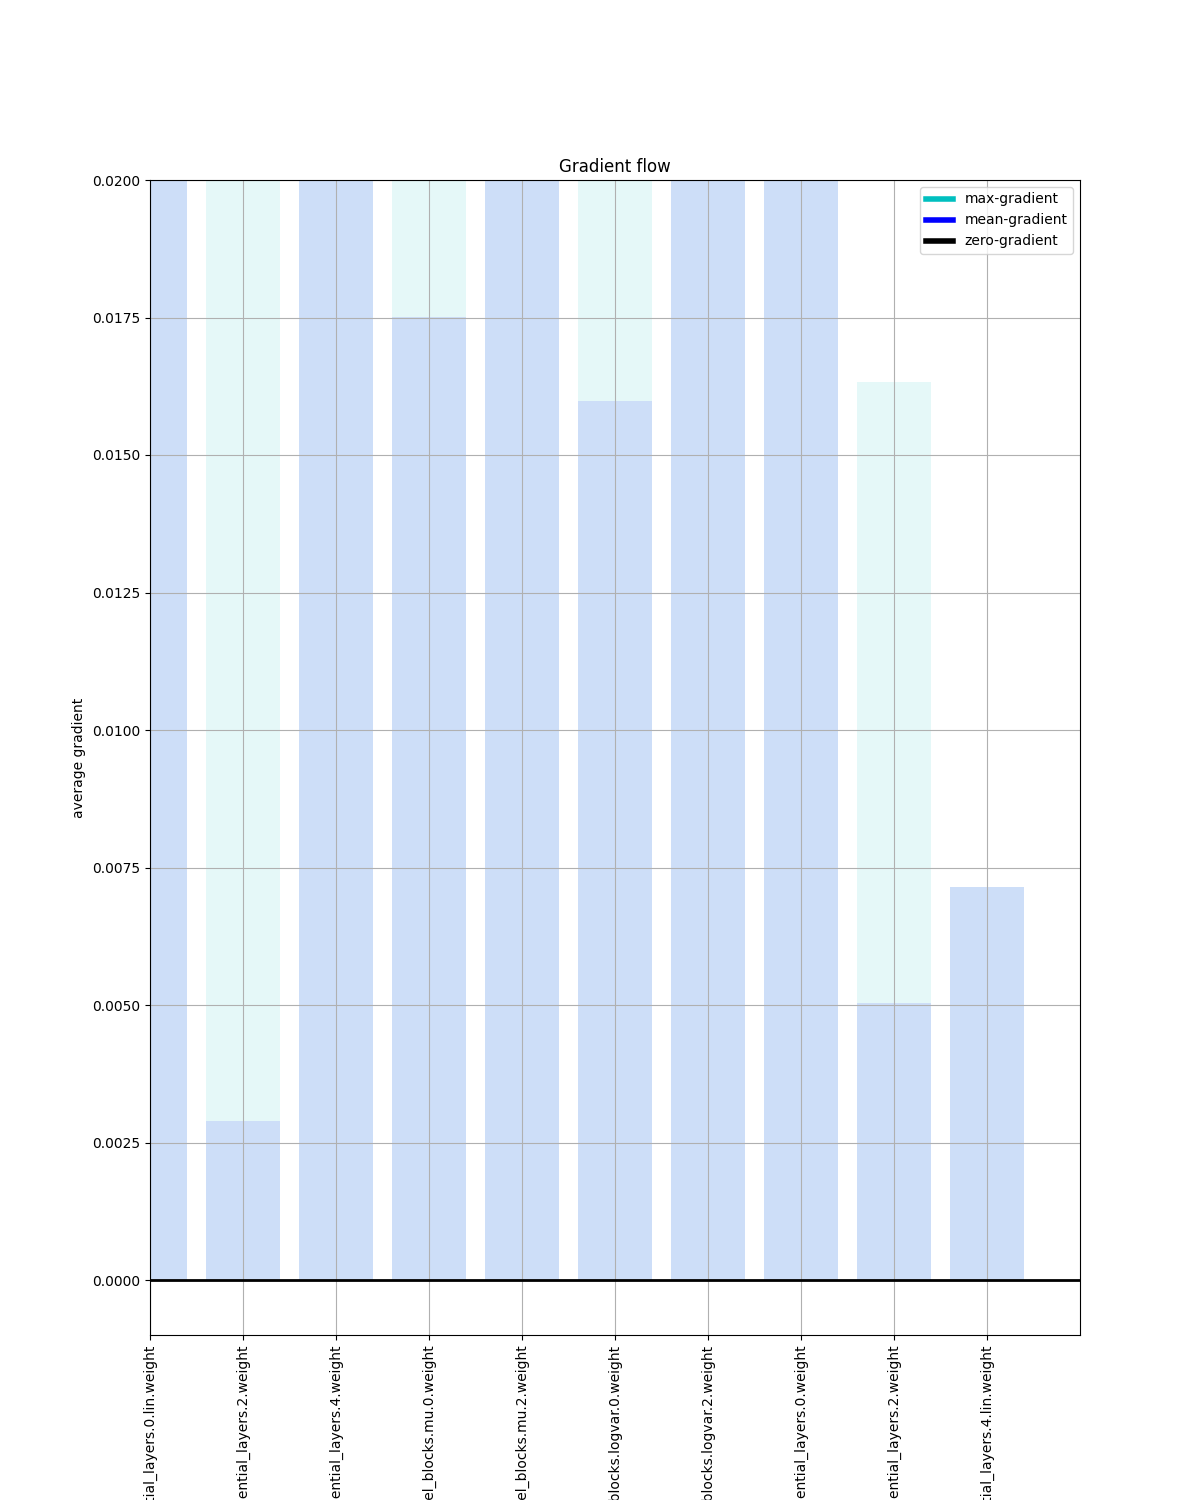 Gradient flow
max-gradient
mean-gradient
zero-gradient
0.0200
0.0175
0.0150
0.0125
0.0100
0.0075
0.0050
0.0025
0.0000
average gradient
tial_layers.0.lin.weight
ential_layers.2.weight
ential_layers.4.weight
el_blocks.mu.0.weight
el_blocks.mu.2.weight
blocks.logvar.0.weight
blocks.logvar.2.weight
ential_layers.0.weight
ential_layers.2.weight
tial_layers.4.lin.weight